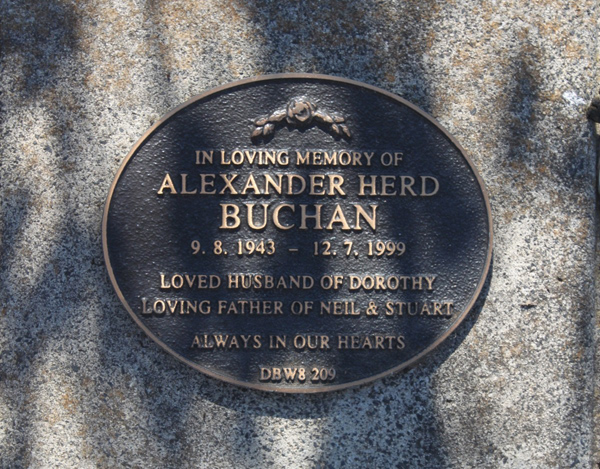 IN LOVING MEMORY OF
ALEXANDER HERD
BUCHAN
9. 8. 1943 – 12. 7. 1999
LOVED HUSBAND OF DOROTHY
LOVING FATHER OF NEIL & STUART
ALWAYS IN OUR HEARTS
DBW8 209